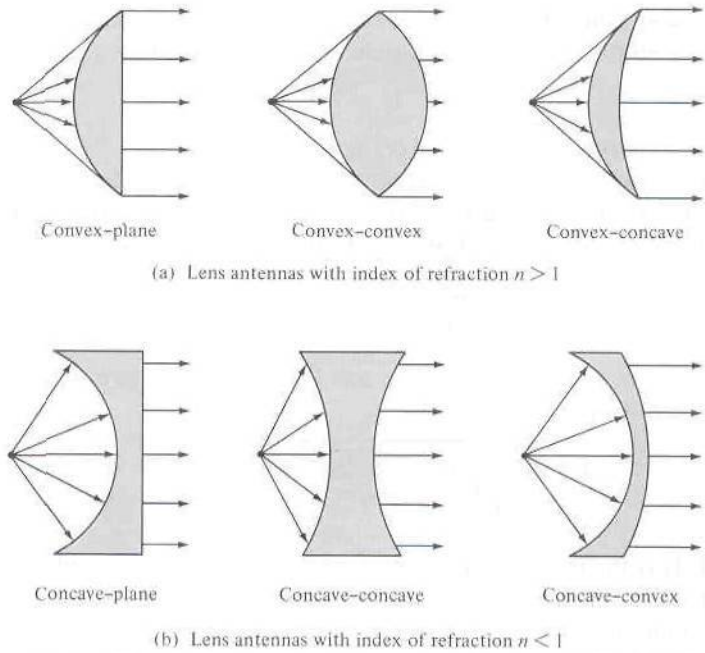 Convex–plane
Convex–convex
Convex–concave
(a) Lens antennas with index of refraction n > 1
Concave–plane
Concave–concave
Concave–convex
(b) Lens antennas with index of refraction n < 1